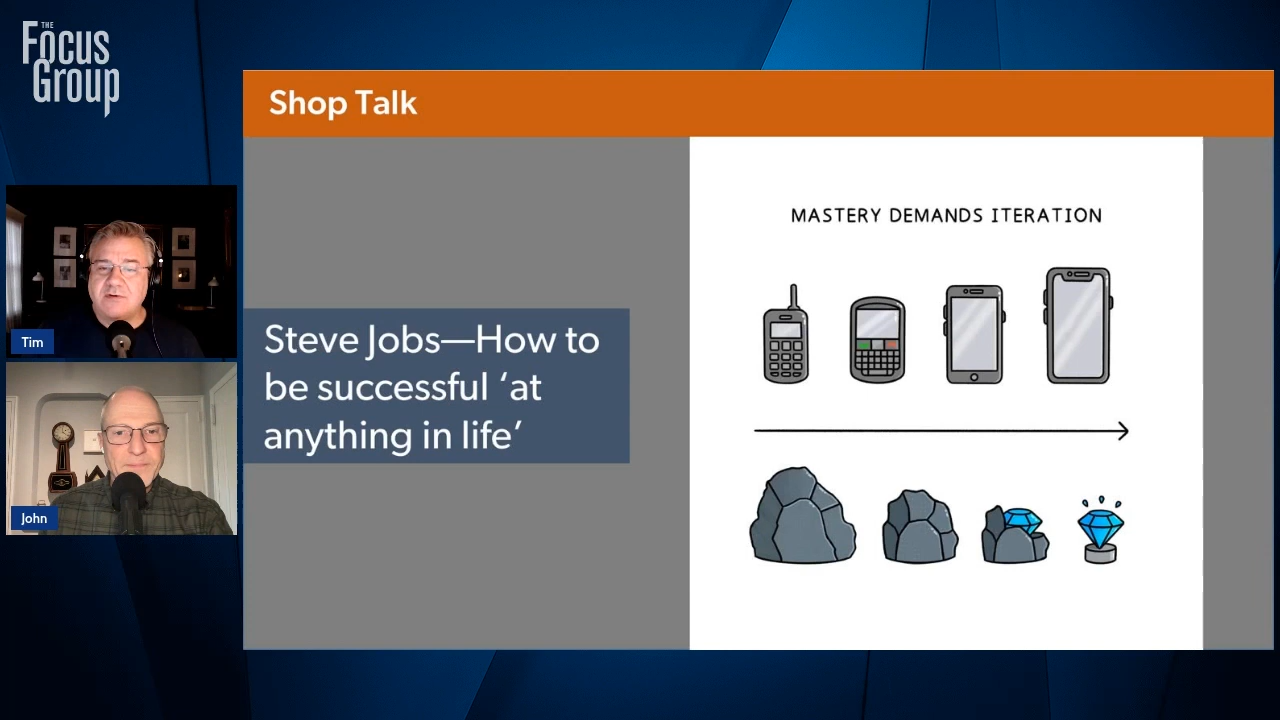 THE
Focus
Group
Shop Talk
Tim
John
Steve Jobs—How to
be successful ‘at
anything in life’
MASTERY DEMANDS ITERATION